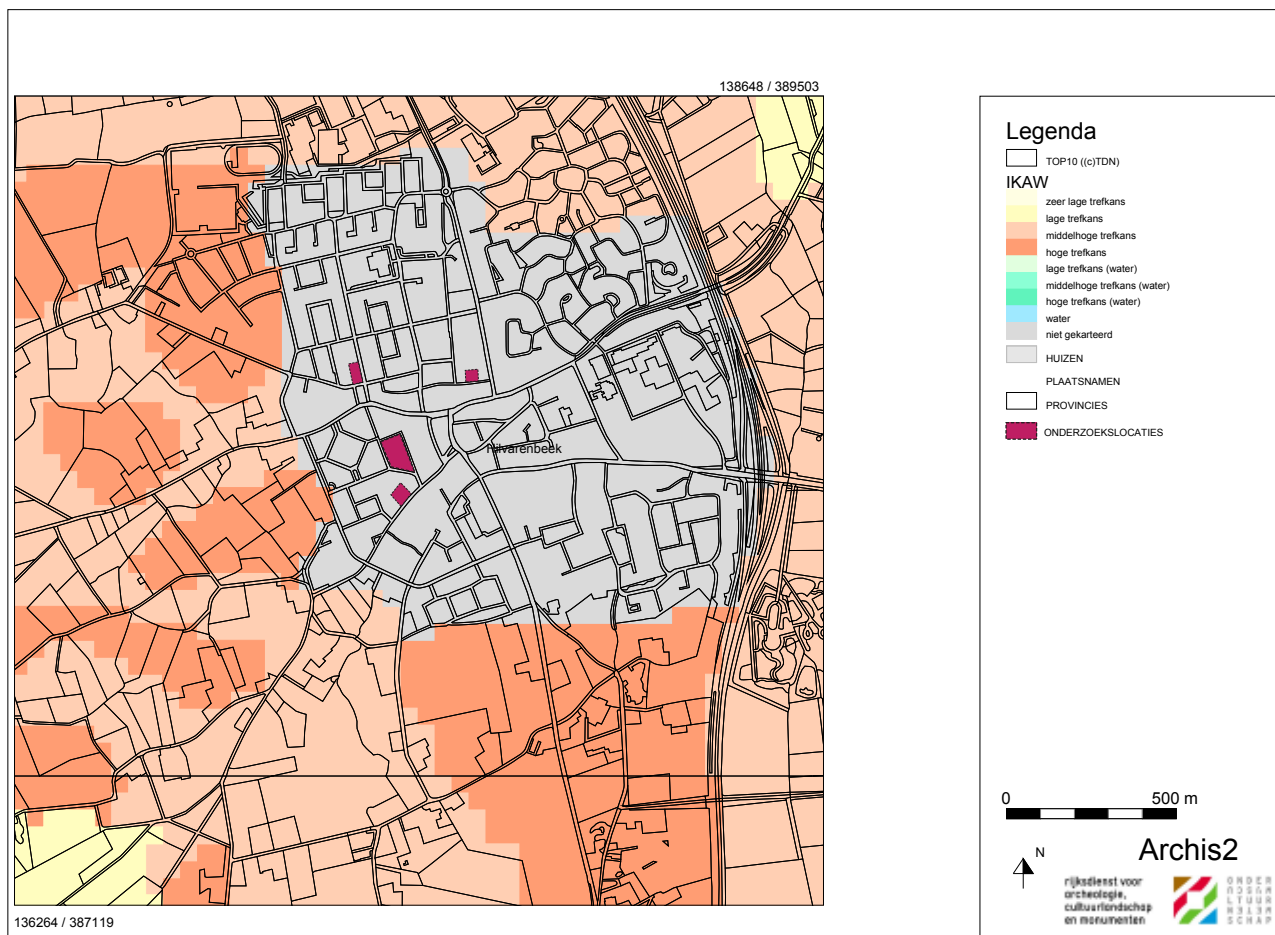 138648 / 389503
Hilvarenbeek
136264 / 387119
Legenda
TOP10 ((c)TDN)
IKAW
zeer lage trefkans
lage trefkans
middelhoge trefkans
hoge trefkans
lage trefkans (water)
middelhoge trefkans (water)
hoge trefkans (water)
water
niet gekarteerd
HUIZEN
PLAATSNAMEN
PROVINCIES
ONDERZOEKSLOCATIES
0 500 m
N
Archis2
rijksdienst voor
archeologie,
cultuurlandschap
en monumenten